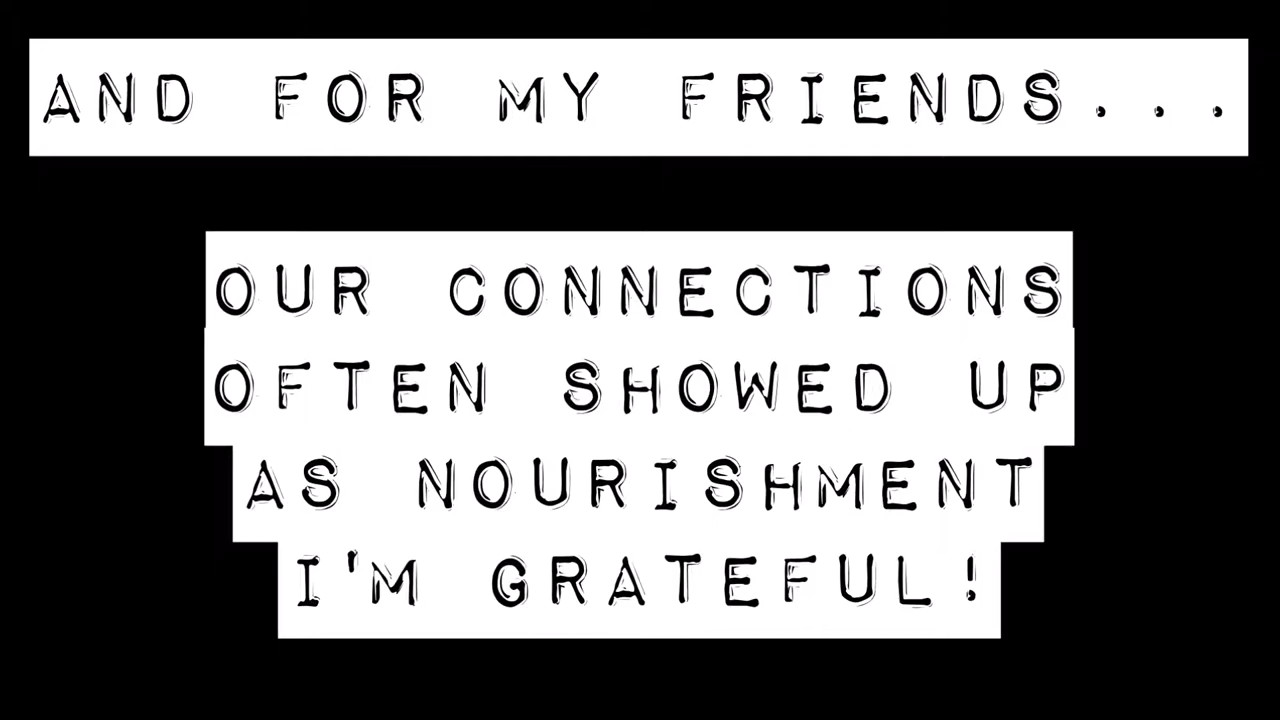 AND FOR MY FRIENDS...
OUR CONNECTIONS
OFTEN SHOWED UP
AS NOURISHMENT
I'M GRATEFUL!